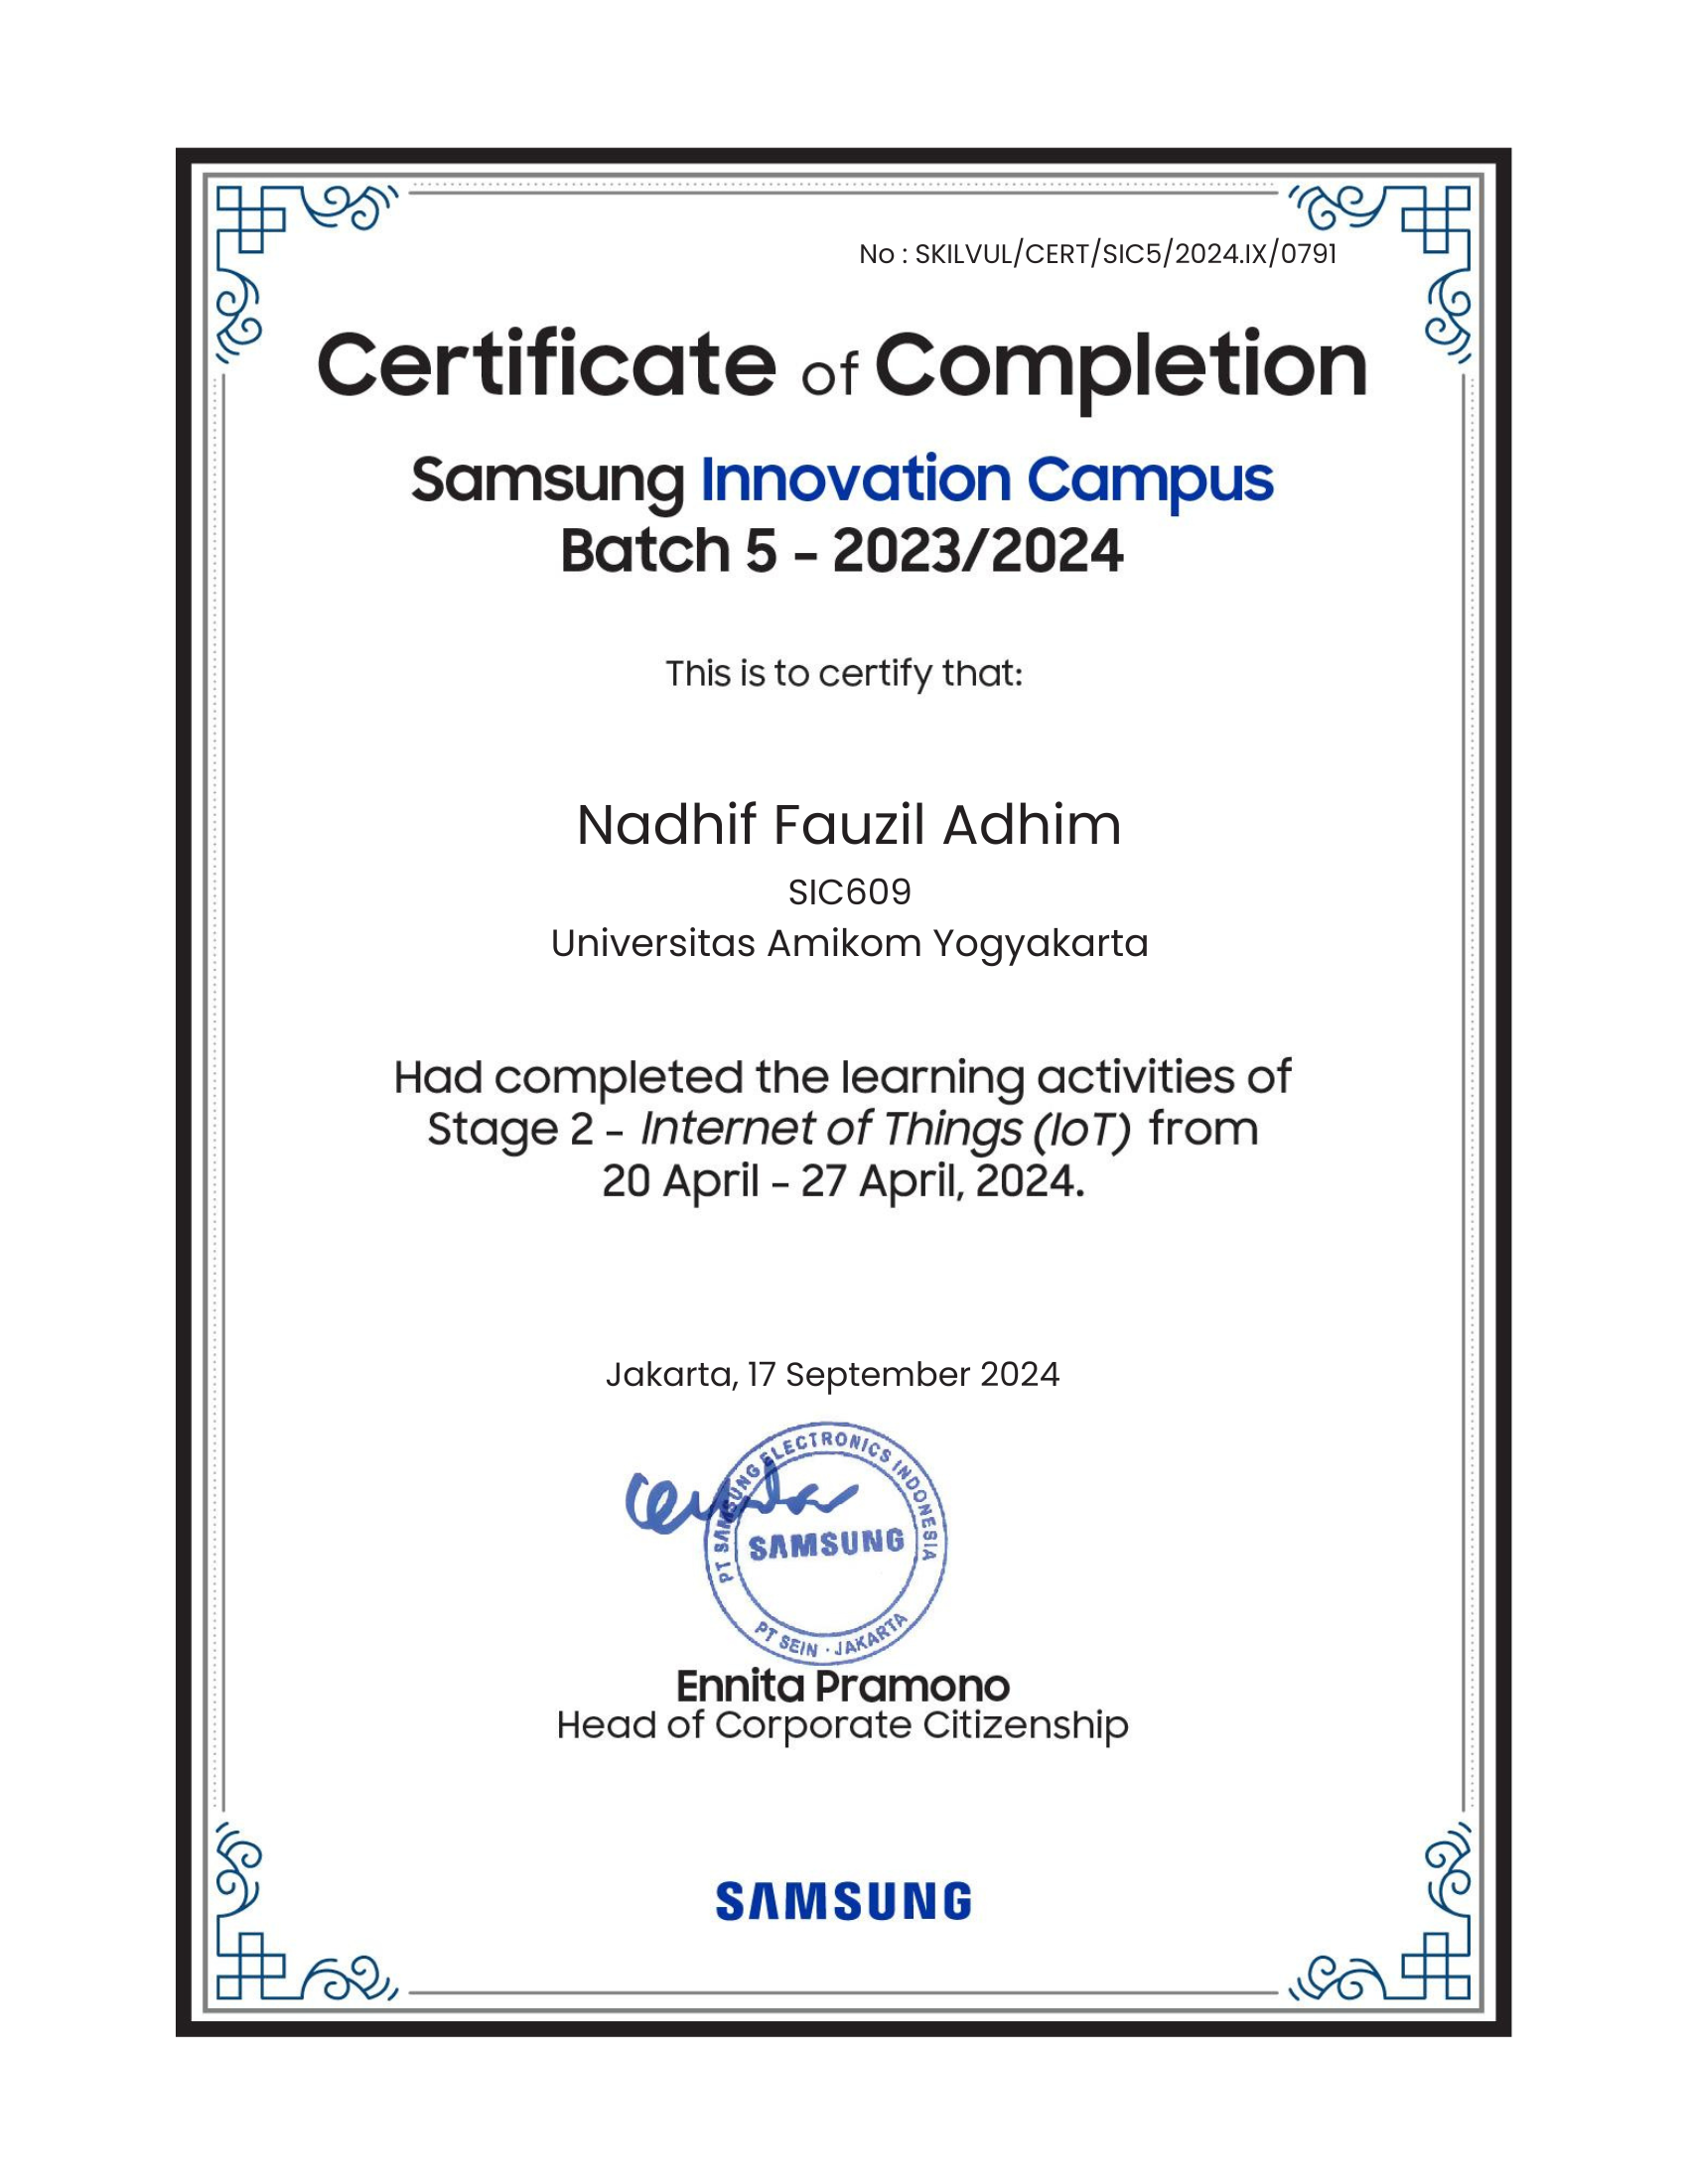 No : SKILVUL/CERT/SIC5/2024.IX/0791
Certificate of Completion
Samsung Innovation Campus
Batch 5 - 2023/2024
This is to certify that:
Nadhif Fauzil Adhim
SIC609
Universitas Amikom Yogyakarta
Had completed the learning activities of
Stage 2 - Internet of Things (IoT) from
20 April - 27 April, 2024.
Jakarta, 17 September 2024
PT SAMSUNG ELECTRONICS INDONESIA
SAMSUNG
PT SEIN · JAKARTA
Ennita Pramono
Head of Corporate Citizenship
SAMSUNG